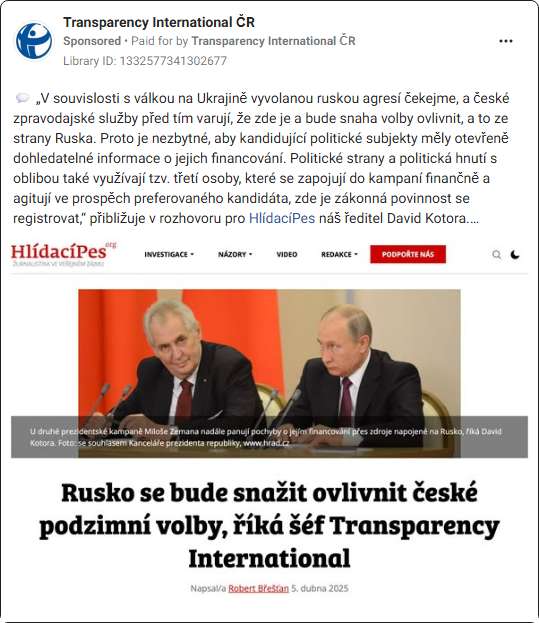 Transparency International ČR
Sponsored • Paid for by Transparency International ČR
Library ID: 1332577341302677
💬 „V souvislosti s válkou na Ukrajině vyvolanou ruskou agresí čekejme, a české
zpravodajské služby před tím varují, že zde je a bude snaha volby ovlivnit, a to ze
strany Ruska. Proto je nezbytné, aby kandidující politické subjekty měly otevřeně
dohledatelné informace o jejich financování. Politické strany a politická hnutí s
oblibou také využívají tzv. třetí osoby, které se zapojují do kampaní finančně a
agitují ve prospěch preferovaného kandidáta, zde je zákonná povinnost se
registrovat,“ přibližuje v rozhovoru pro HlídacíPes náš ředitel David Kotora....
HlídacíPes.org
ŽURNALISTIKA VE VEŘEJNÉM ZÁJMU
INVESTIGACE
NÁZORY
VIDEO
REDAKCE
PODPOŘTE NÁS
U druhé prezidentské kampaně Miloše Zemana nadále panují pochyby o jejím financování přes zdroje napojené na Rusko, říká David
Kotora. Foto: se souhlasem Kanceláře prezidenta republiky, www.hrad.cz
Rusko se bude snažit ovlivnit české
podzimní volby, říká šéf Transparency
International
Napsal/a Robert Břešťan 5. dubna 2025